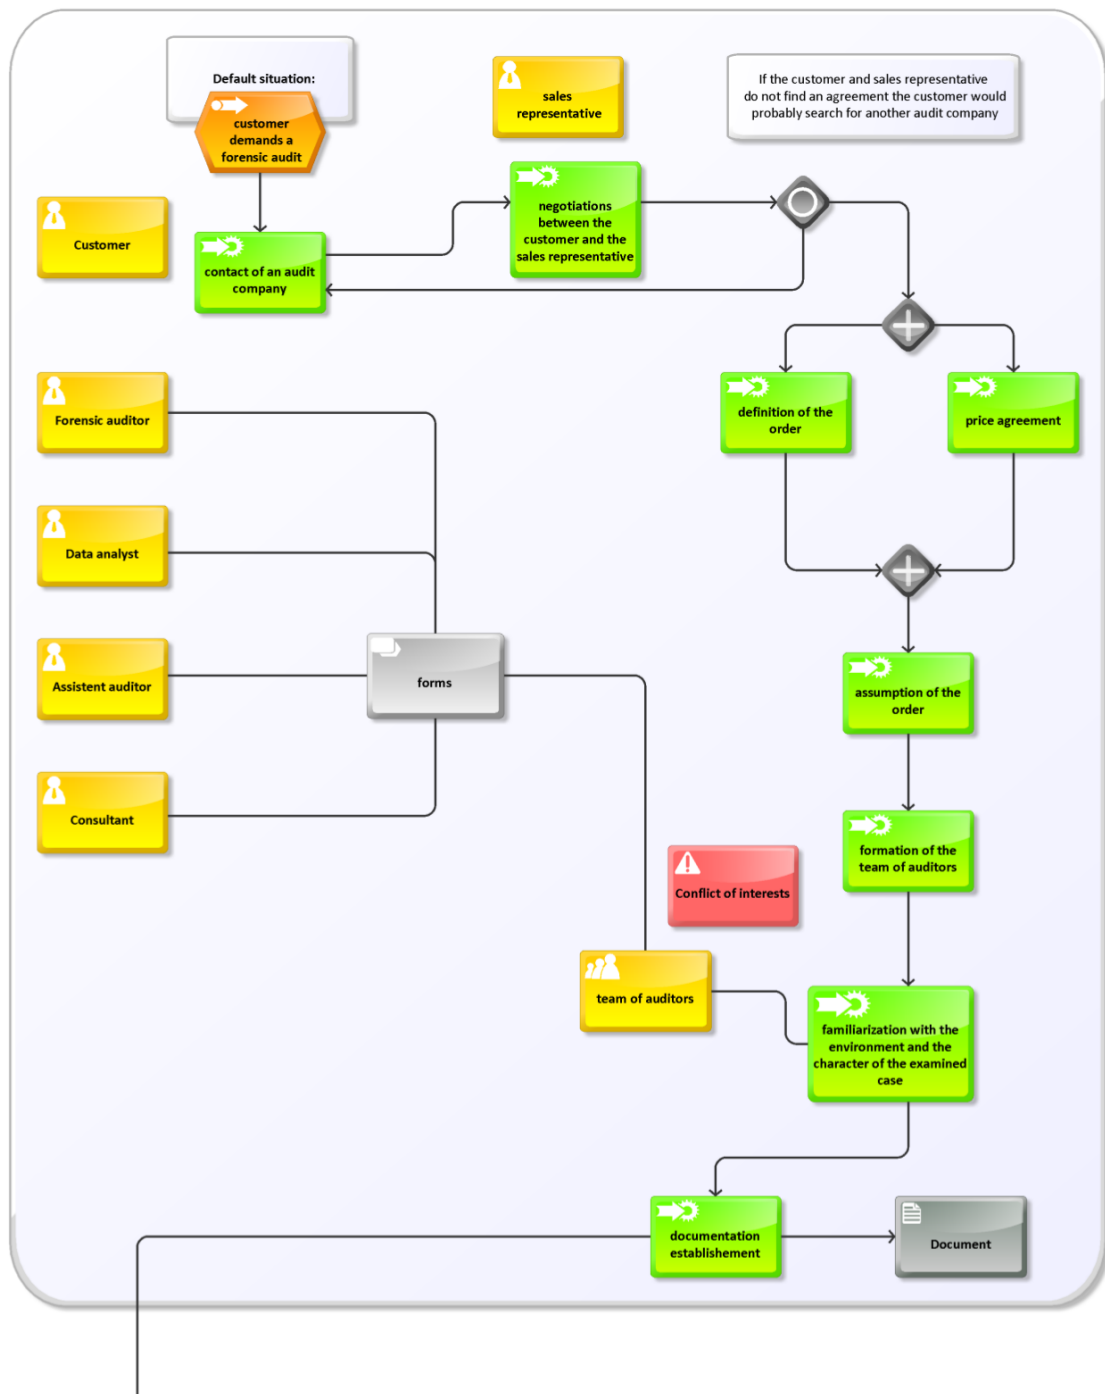 Default situation:
customer
demands a
forensic audit
sales
representative
If the customer and sales representative
do not find an agreement the customer would
probably search for another audit company
Customer
contact of an audit
company
negotiations
between the
customer and the
sales representative
Forensic auditor
definition of the
order
price agreement
Data analyst
Assistent auditor
forms
assumption of the
order
Consultant
formation of the
team of auditors
Conflict of interests
team of auditors
familiarization with the
environment and the
character of the examined
case
documentation
establishement
Document